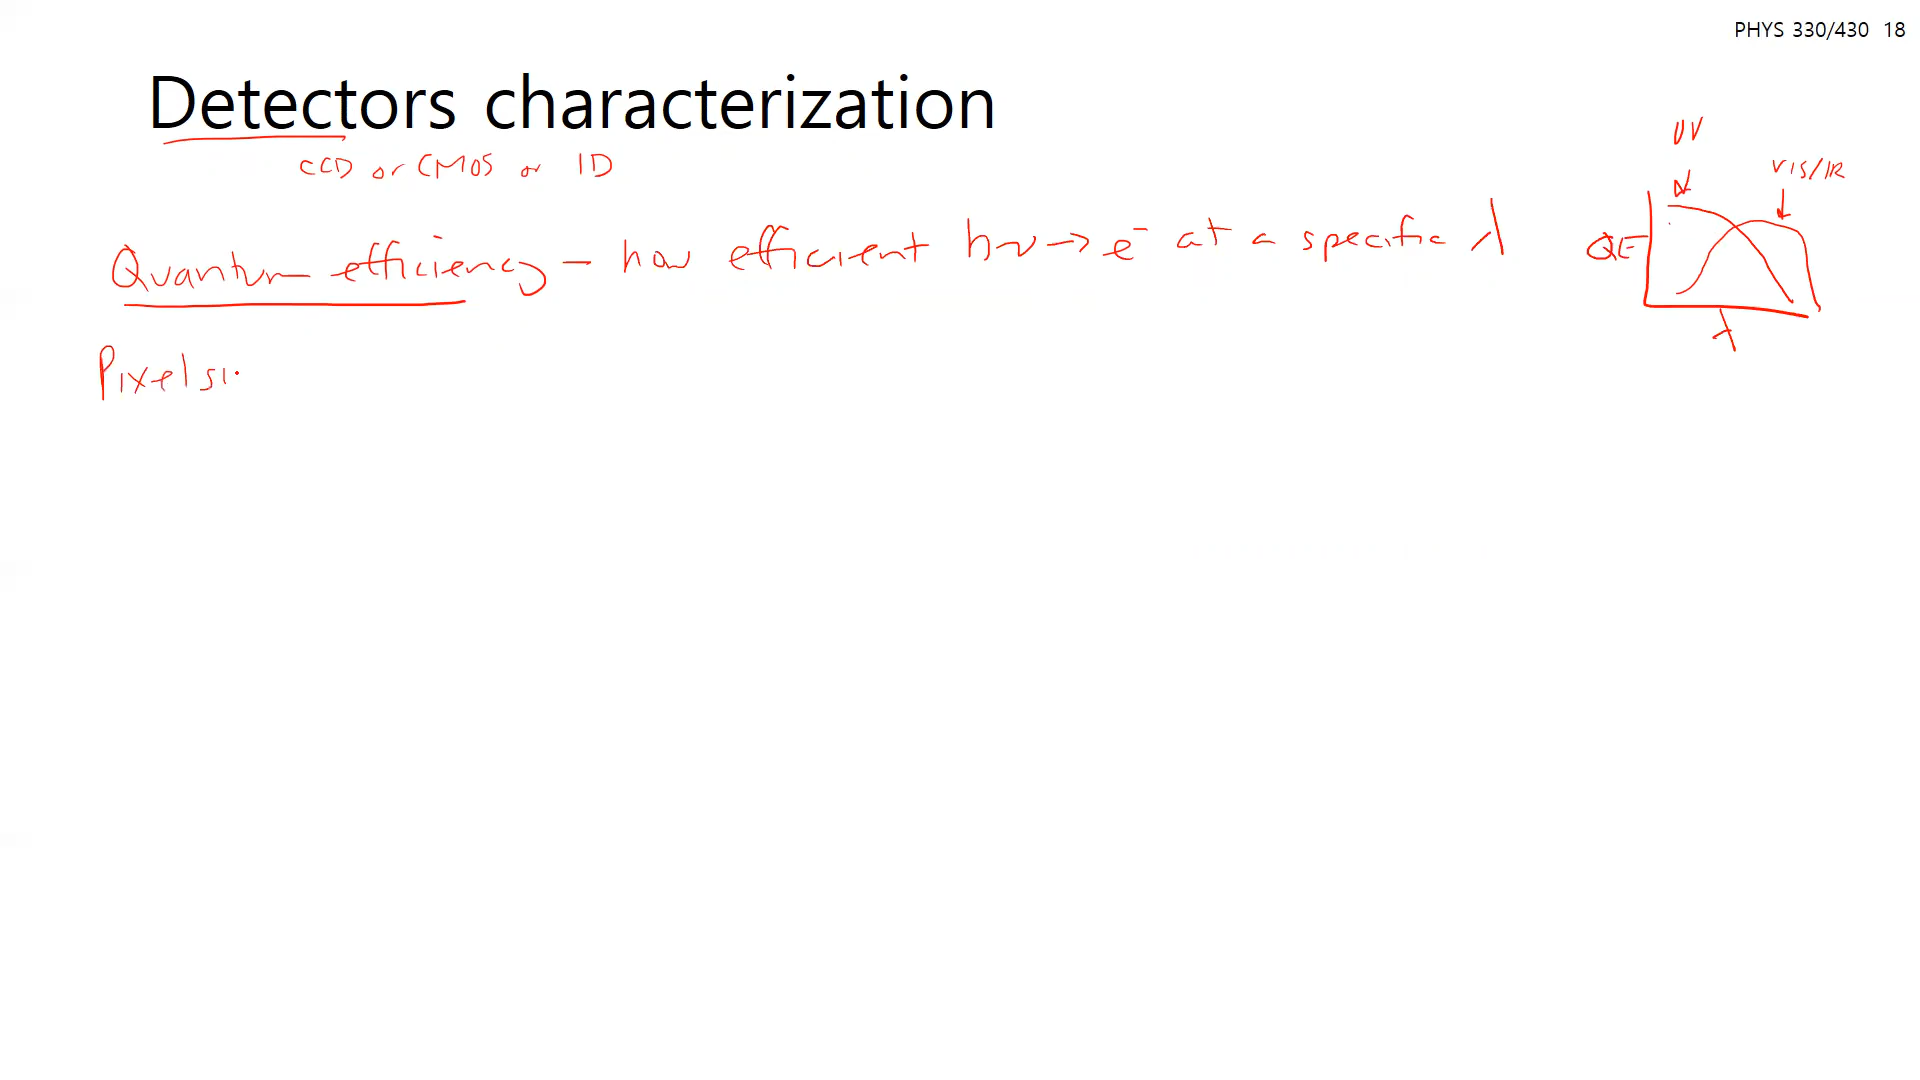 PHYS 330/430 18
Detectors characterization
CCD or CMOS or 1D
Quantum efficiency – how efficient hν → e⁻ at a specific λ
UV
VIS/IR
QE
λ
Pixel si